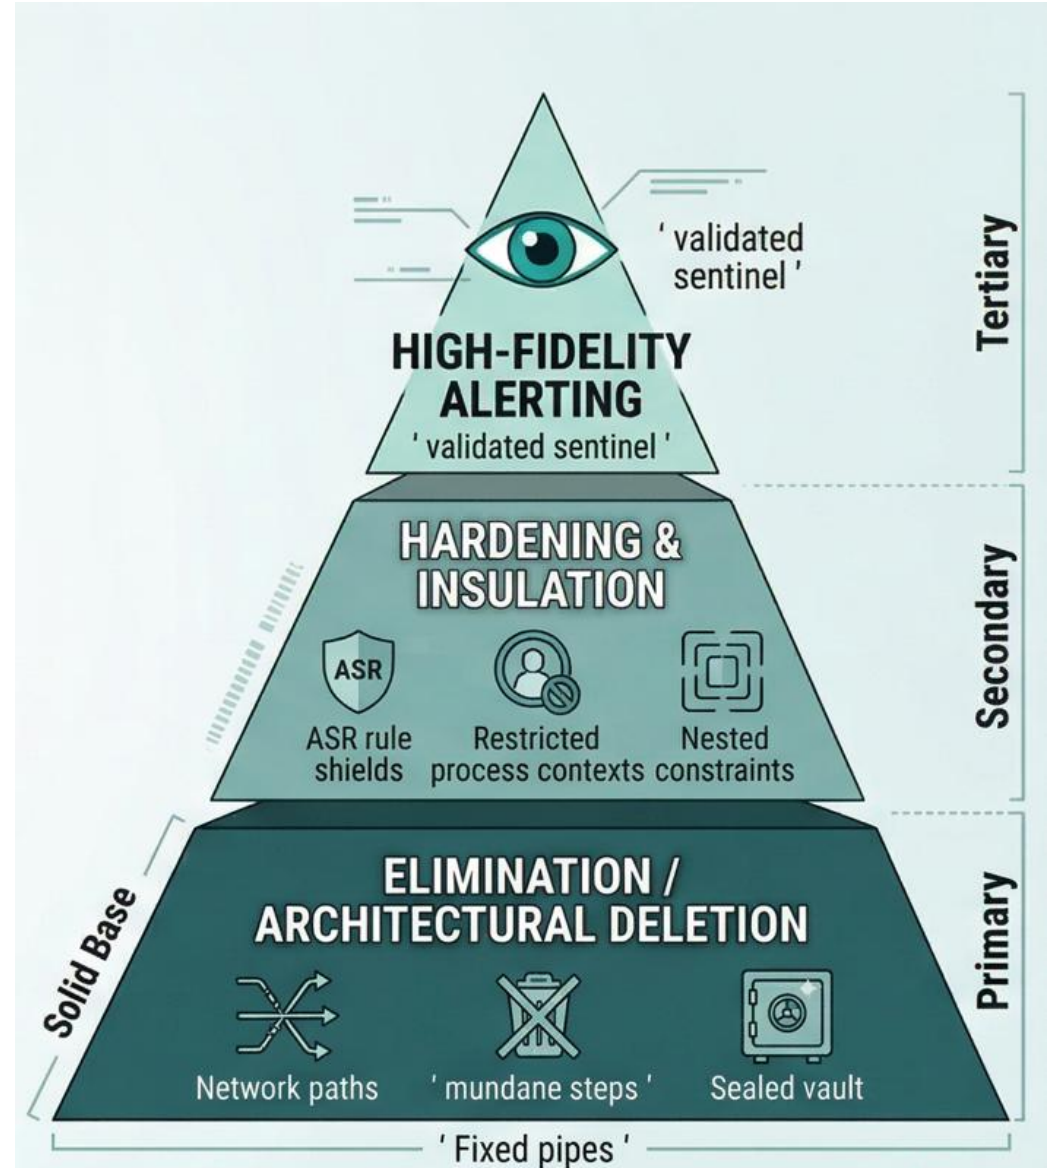 ' validated
sentinel '
Tertiary
HIGH-FIDELITY
ALERTING
' validated sentinel '
HARDENING &
INSULATION
Secondary
ASR
ASR rule
shields
Restricted
process contexts
Nested
constraints
ELIMINATION /
ARCHITECTURAL DELETION
Solid Base
Primary
Network paths
' mundane steps '
Sealed vault
' Fixed pipes '